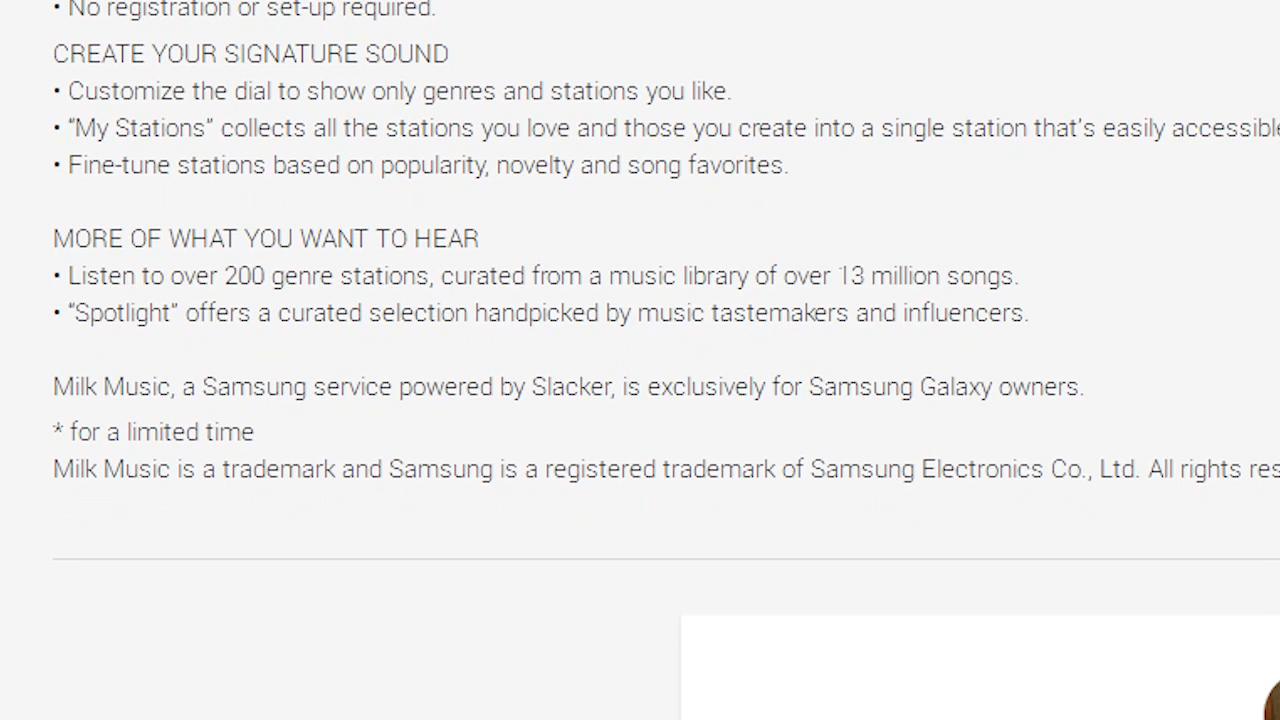 • No registration or set-up required.
CREATE YOUR SIGNATURE SOUND
• Customize the dial to show only genres and stations you like.
• “My Stations” collects all the stations you love and those you create into a single station that’s easily accessible
• Fine-tune stations based on popularity, novelty and song favorites.
MORE OF WHAT YOU WANT TO HEAR
• Listen to over 200 genre stations, curated from a music library of over 13 million songs.
• “Spotlight” offers a curated selection handpicked by music tastemakers and influencers.
Milk Music, a Samsung service powered by Slacker, is exclusively for Samsung Galaxy owners.
* for a limited time
Milk Music is a trademark and Samsung is a registered trademark of Samsung Electronics Co., Ltd. All rights res